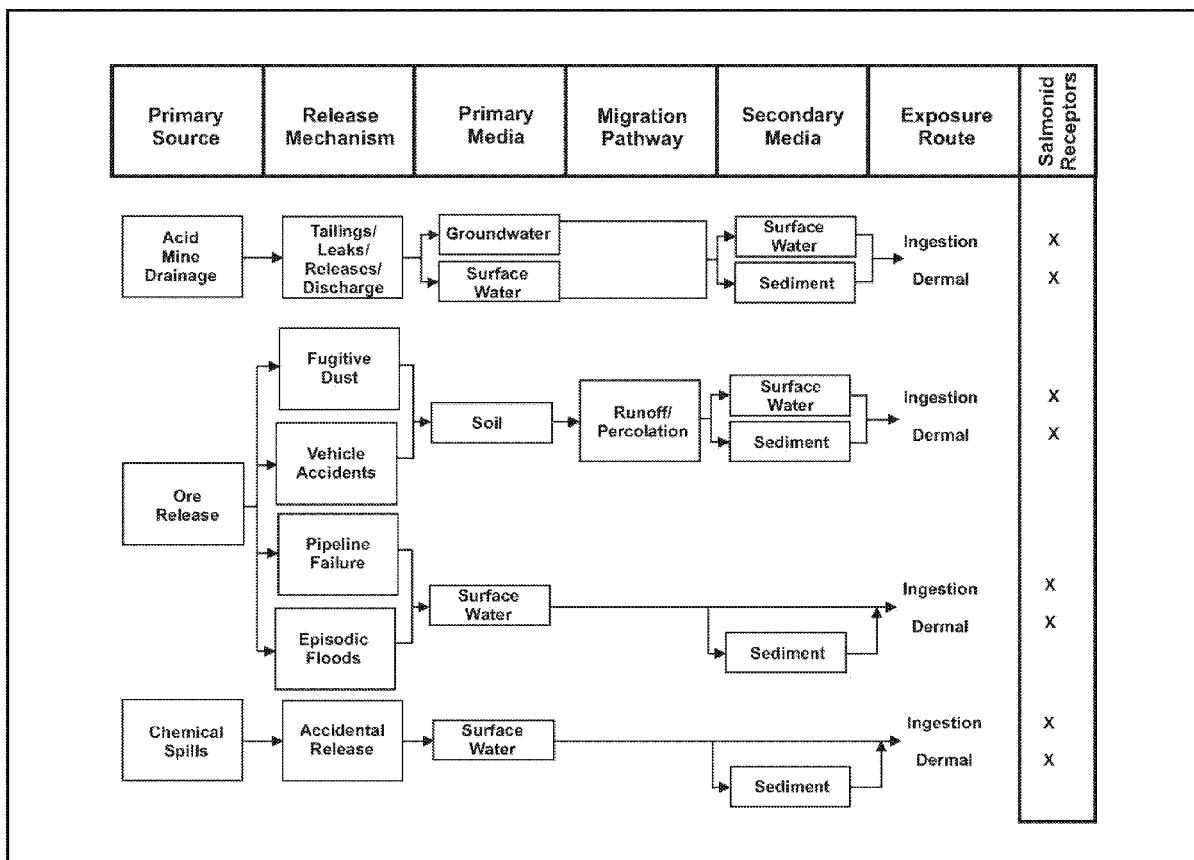 Primary
Source
Release
Mechanism
Primary
Media
Migration
Pathway
Secondary
Media
Exposure
Route
Salmonid
Receptors
Acid
Mine
Drainage
Tailings/
Leaks/
Releases/
Discharge
Groundwater
Surface
Water
Surface
Water
Sediment
Ingestion
X
Dermal
X
Ore
Release
Fugitive
Dust
Vehicle
Accidents
Soil
Runoff/
Percolation
Surface
Water
Sediment
Ingestion
X
Dermal
X
Pipeline
Failure
Episodic
Floods
Surface
Water
Sediment
Ingestion
X
Dermal
X
Chemical
Spills
Accidental
Release
Surface
Water
Sediment
Ingestion
X
Dermal
X